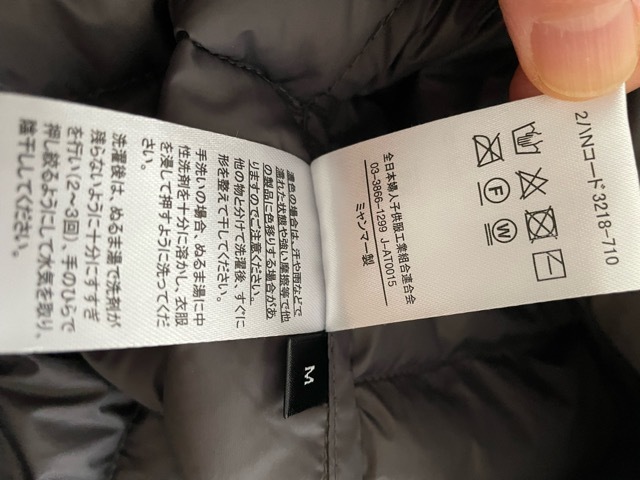 2/ハNコード3218-710
F
W
全日本婦人子供服工業組合連合会
03-3866-1299 J-AT0015
ミャンマー製
濃色の場合は、汗や雨などで
濡れた状態や強い摩擦等で他
の製品に色移りする場合があ
りますのでご注意ください。
他の物と分けて洗濯後、すぐに
形を整えて干してください。
手洗いの場合、ぬるま湯に中
性洗剤を十分に溶かし、衣服
を浸して押すように洗ってくだ
さい。
洗濯後は、ぬるま湯で洗剤が
残らないように十分にすすぎ
を行い(2～3回)、手のひらで
押し絞るようにして水気を取り、
陰干ししてください。
M